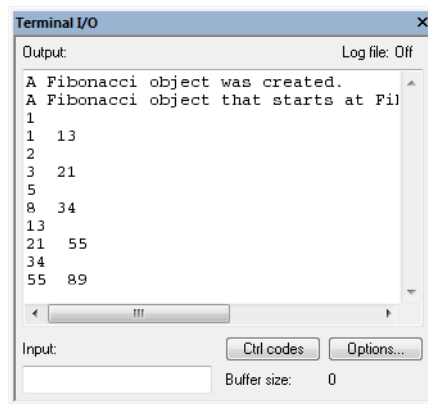 Terminal I/O
Output: Log file: Off
A Fibonacci object was created.
A Fibonacci object that starts at
1
1 13
2
3 21
5
8 34
13
21 55
34
55 89
Input: Ctrl codes Options...
Buffer size: 0